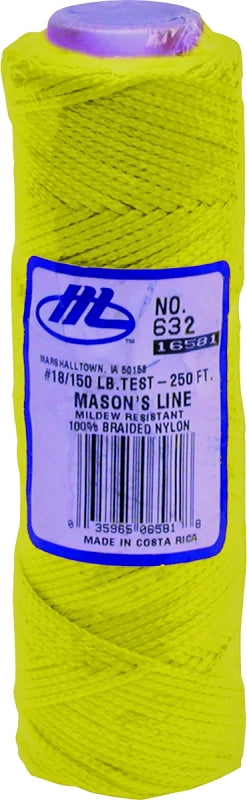 ML
™
NO.
632
16581
MARSHALLTOWN, IA 50158
#18/150 LB. TEST - 250 FT.
MASON'S LINE
MILDEW RESISTANT
100% BRAIDED NYLON
0 35965 06581 8
MADE IN COSTA RICA